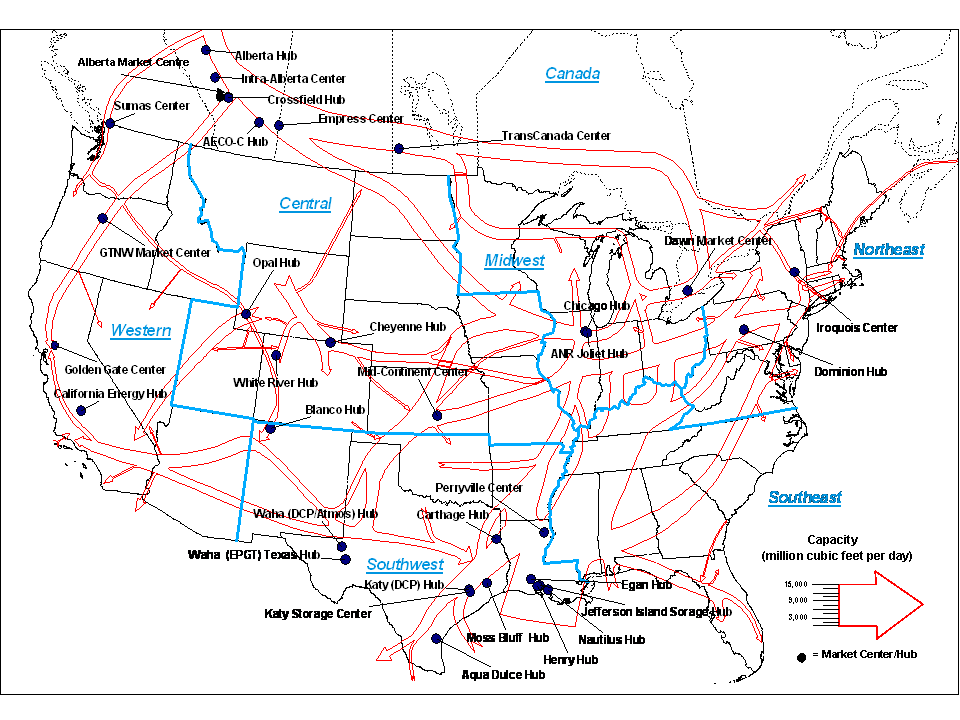 Alberta Hub
Alberta Market Centre
Canada
Intra-Alberta Center
Crossfield Hub
Sumas Center
Empress Center
TransCanada Center
AECO-C Hub
Central
Dawn Market Center
Northeast
GTNW Market Center
Opal Hub
Midwest
Chicago Hub
Western
Cheyenne Hub
Iroquois Center
ANR Joliet Hub
Golden Gate Center
White River Hub
Mid-Continent Center
Dominion Hub
California Energy Hub
Blanco Hub
Perryville Center
Southeast
Waha (DCP/Atmos) Hub
Carthage Hub
Capacity
(million cubic feet per day)
Waha (EPGT) Texas Hub
Southwest
Katy (DCP) Hub
Egan Hub
15,000
9,000
3,000
Katy Storage Center
Jefferson Island Sorage Hub
Moss Bluff Hub
Nautilus Hub
Henry Hub
= Market Center/Hub
Aqua Dulce Hub